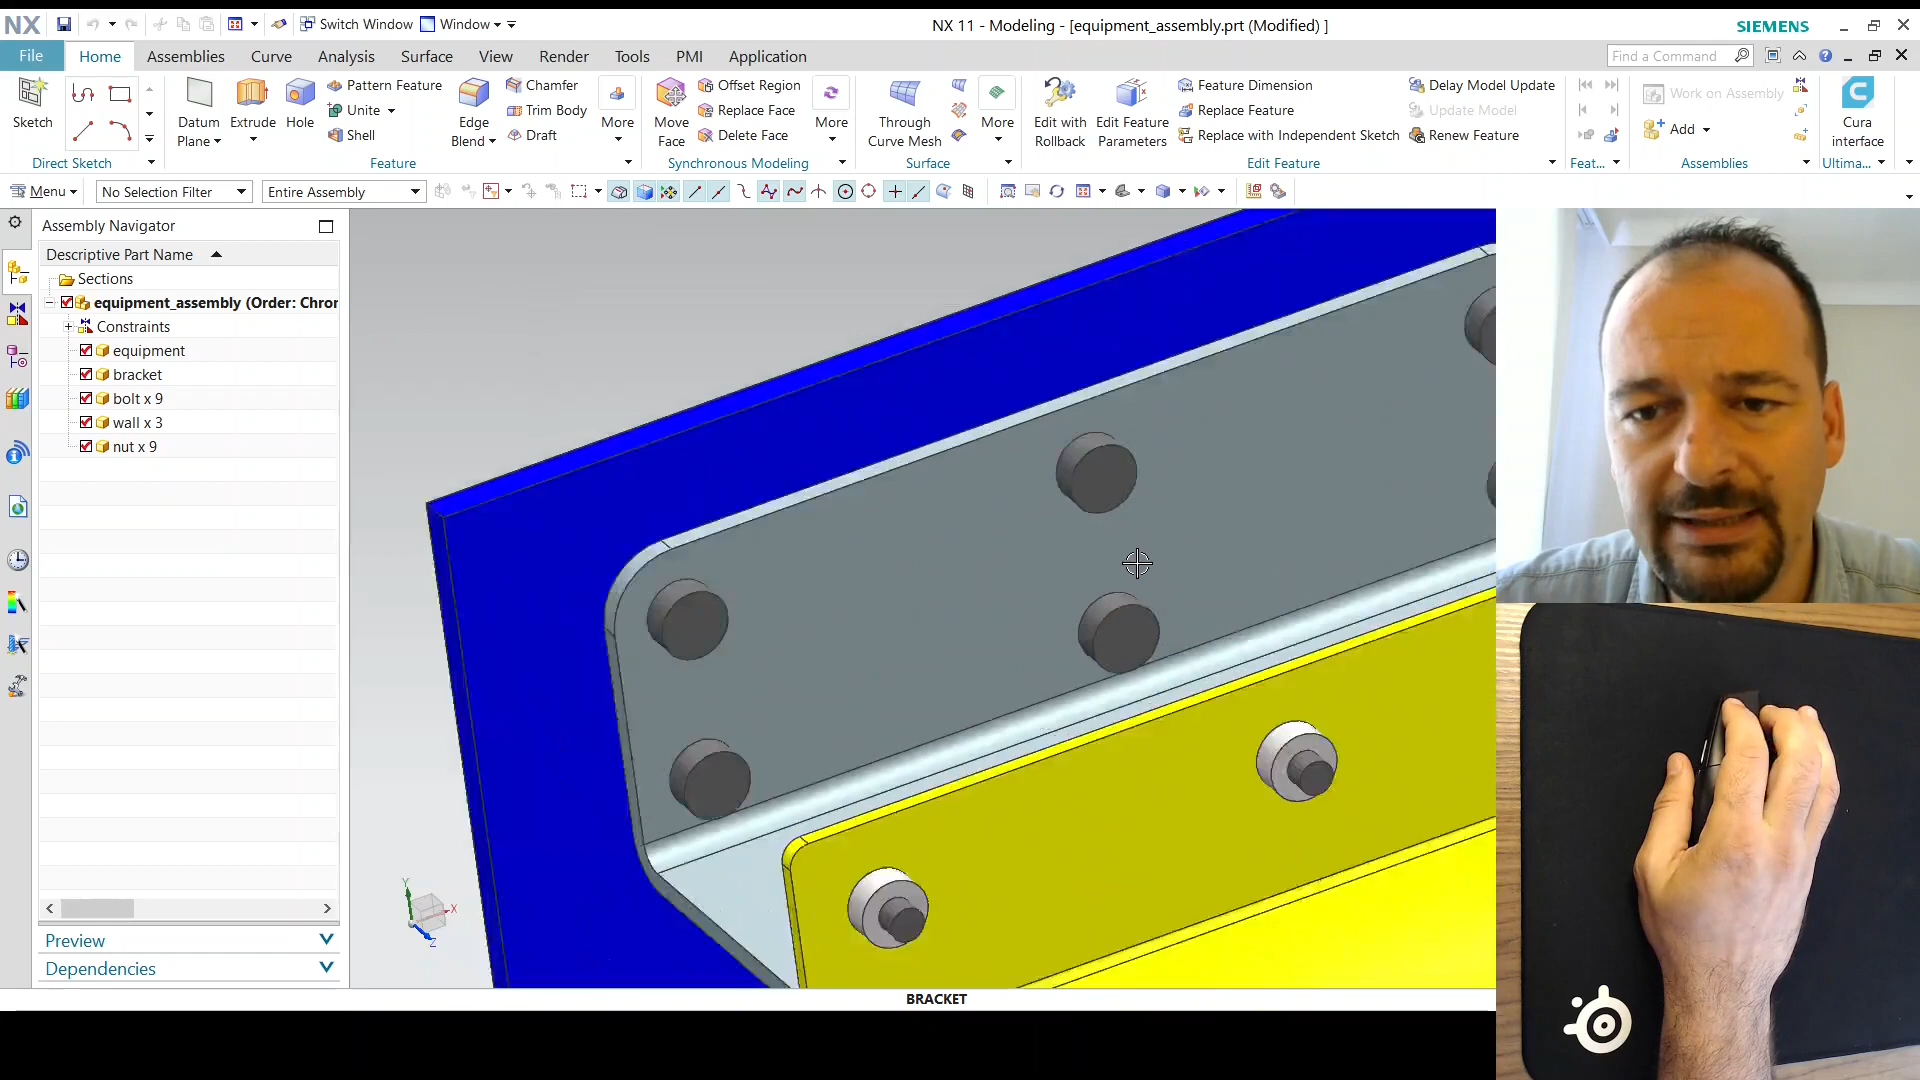 NX Switch Window Window NX 11 - Modeling - [equipment_assembly.prt (Modified) ] SIEMENS
File Home Assemblies Curve Analysis Surface View Render Tools PMI Application Find a Command
Pattern Feature Chamfer Offset Region Feature Dimension Delay Model Update Work on Assembly
Unite Trim Body Replace Face Replace Feature Update Model
Sketch Datum Plane Extrude Hole Edge Blend More Move Face More Through Curve Mesh More Edit with Rollback Edit Feature Parameters Add Cura interface
Shell Draft Delete Face Replace with Independent Sketch Renew Feature
Direct Sketch Feature Synchronous Modeling Surface Edit Feature Feat... Assemblies Ultima...
Menu No Selection Filter Entire Assembly
Assembly Navigator
Descriptive Part Name
Sections
equipment_assembly (Order: Chror
Constraints
equipment
bracket
bolt x 9
wall x 3
nut x 9
Y
X
Z
Preview
Dependencies
BRACKET